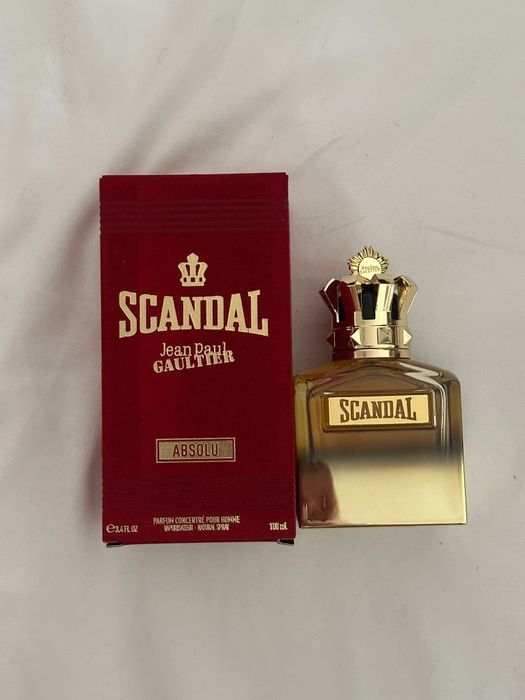 SCANDAL
Jean Paul
GAULTIER
ABSOLU
PARFUM CONCENTRÉ POUR HOMME
VAPORISATEUR - NATURAL SPRAY
℮3.4 FL OZ
100 mL
SCANDAL